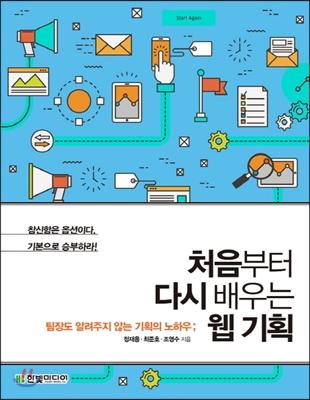 Start Again
참신함은 옵션이다.
기본으로 승부하라!
처음부터
다시 배우는
웹 기획
팀장도 알려주지 않는 기획의 노하우;
정재용 · 최준호 · 조영수 지음
한빛미디어